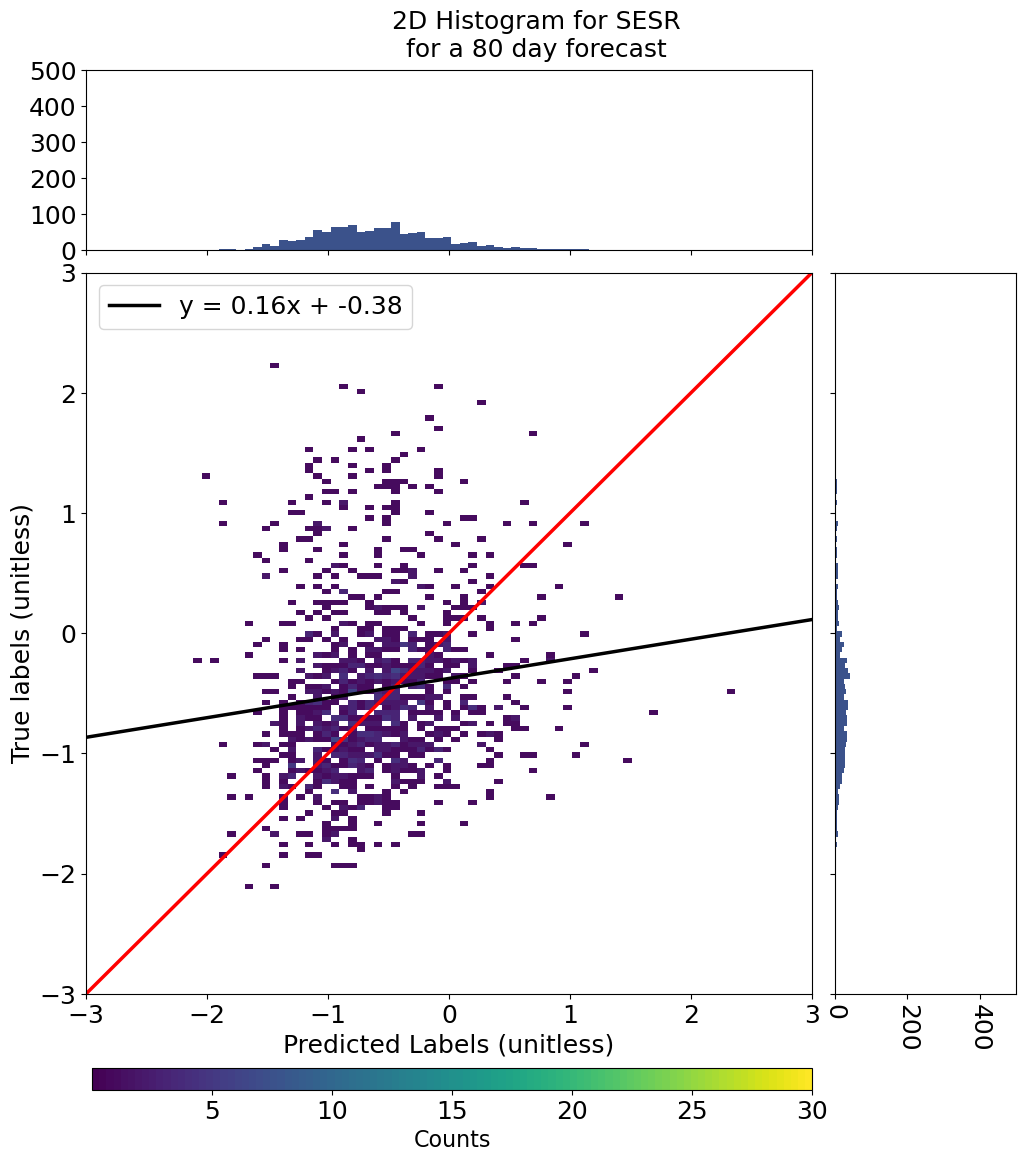 2D Histogram for SESR
for a 80 day forecast
500
400
300
200
100
0
3
2
1
0
−1
−2
−3
True labels (unitless)
y = 0.16x + -0.38
−3 −2 −1 0 1 2 3
Predicted Labels (unitless)
0 200 400
5 10 15 20 25 30
Counts